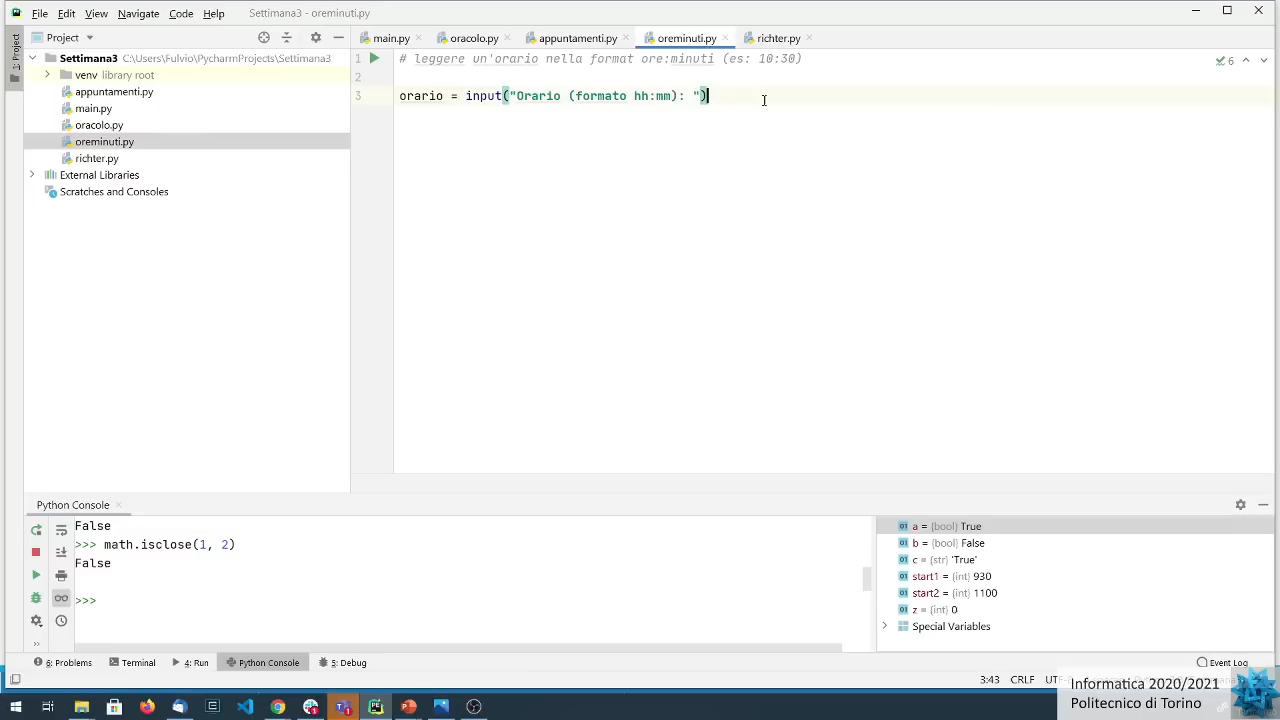 File Edit View Navigate Code Help Settimana3 - oreminuti.py
Project
main.py oracolo.py appuntamenti.py oreminuti.py richter.py
Project
Settimana3 C:\Users\Fulvio\PycharmProjects\Settimana3
venv library root
appuntamenti.py
main.py
oracolo.py
oreminuti.py
richter.py
External Libraries
Scratches and Consoles
1 # leggere un'orario nella format ore:minuti (es: 10:30)
6
2
3 orario = input("Orario (formato hh:mm): ")
Python Console
False
>>> math.isclose(1, 2)
False
>>>
a = {bool} True
b = {bool} False
c = {str} 'True'
start1 = {int} 930
start2 = {int} 1100
z = {int} 0
Special Variables
6: Problems Terminal 4: Run Python Console 5: Debug Event Log
3:43 CRLF
Informatica 2020/2021
Politecnico di Torino